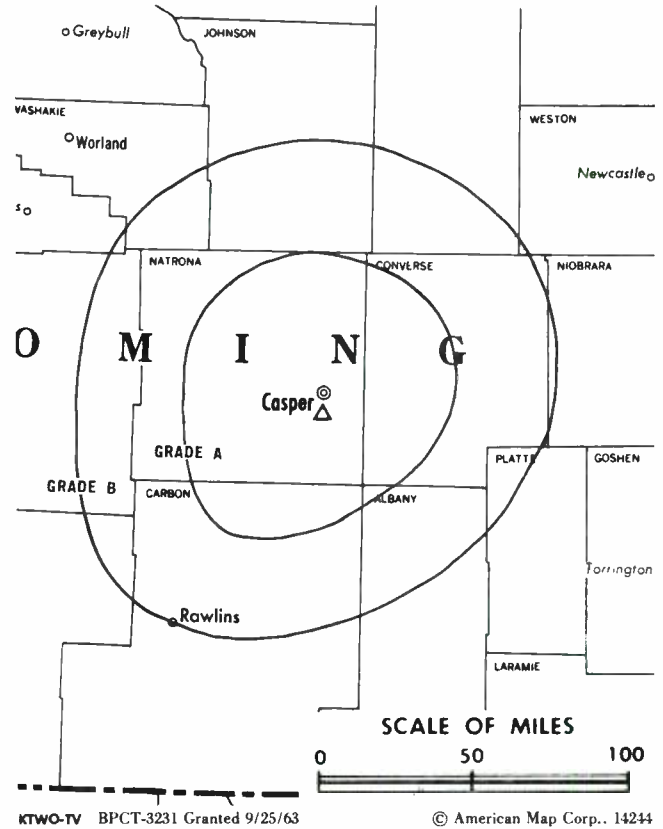 Greybull
JOHNSON
WASHAKIE
WESTON
Worland
Newcastle
s
NATRONA
CONVERSE
NIOBRARA
O M I N G
Casper
GRADE A
PLATTE
GOSHEN
GRADE B
CARBON
ALBANY
Torrington
Rawlins
LARAMIE
SCALE OF MILES
0 50 100
KTWO-TV BPCT-3231 Granted 9/25/63
© American Map Corp., 14244